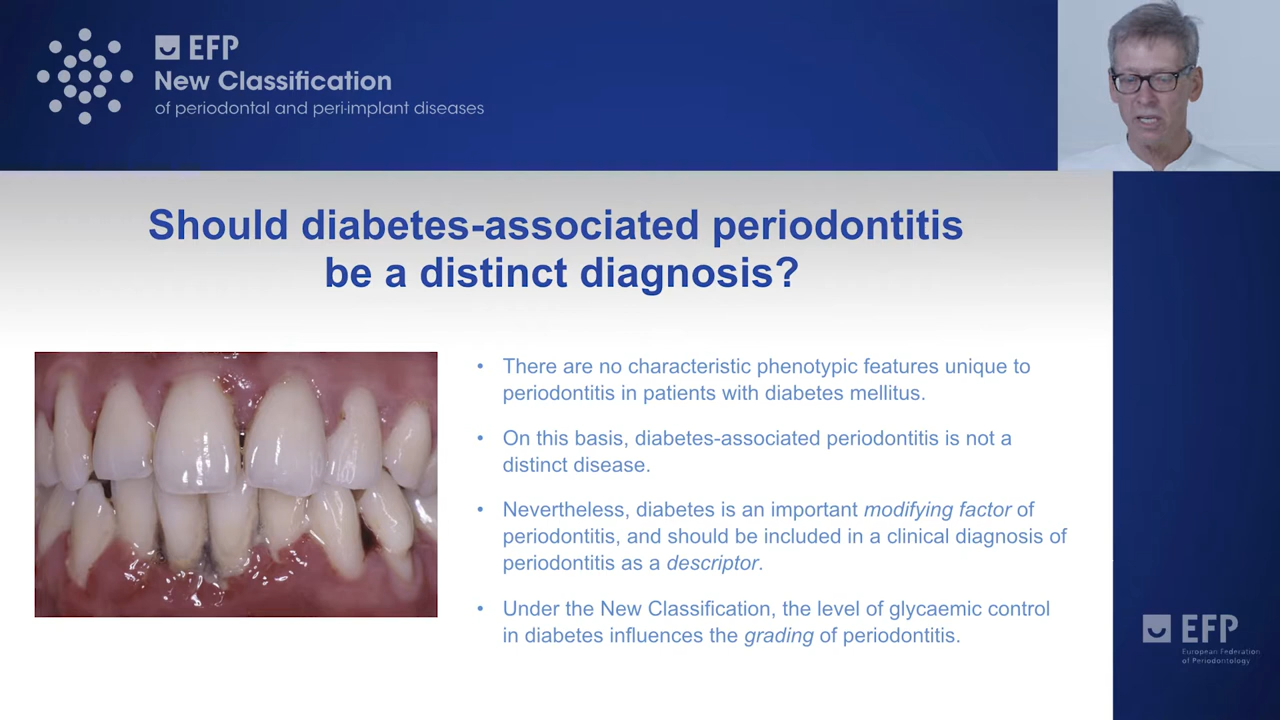 EFP
New Classification
of periodontal and peri-implant diseases
Should diabetes-associated periodontitis
be a distinct diagnosis?
• There are no characteristic phenotypic features unique to
periodontitis in patients with diabetes mellitus.
• On this basis, diabetes-associated periodontitis is not a
distinct disease.
• Nevertheless, diabetes is an important modifying factor of
periodontitis, and should be included in a clinical diagnosis of
periodontitis as a descriptor.
• Under the New Classification, the level of glycaemic control
in diabetes influences the grading of periodontitis.
EFP
European Federation
of Periodontology